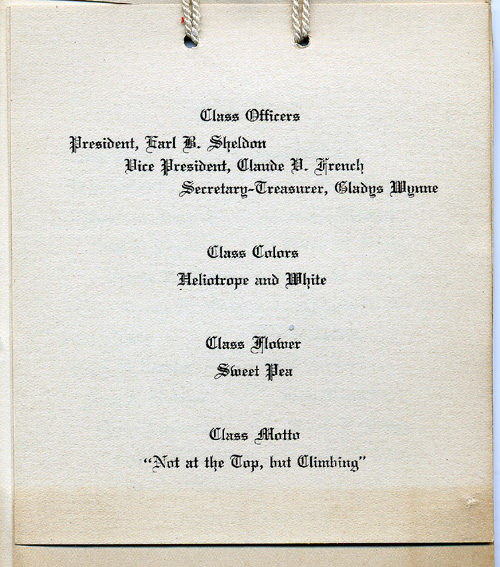 Class Officers
President, Earl B. Sheldon
Vice President, Claude V. French
Secretary-Treasurer, Gladys Wynne
Class Colors
Heliotrope and White
Class Flower
Sweet Pea
Class Motto
“Not at the Top, but Climbing”